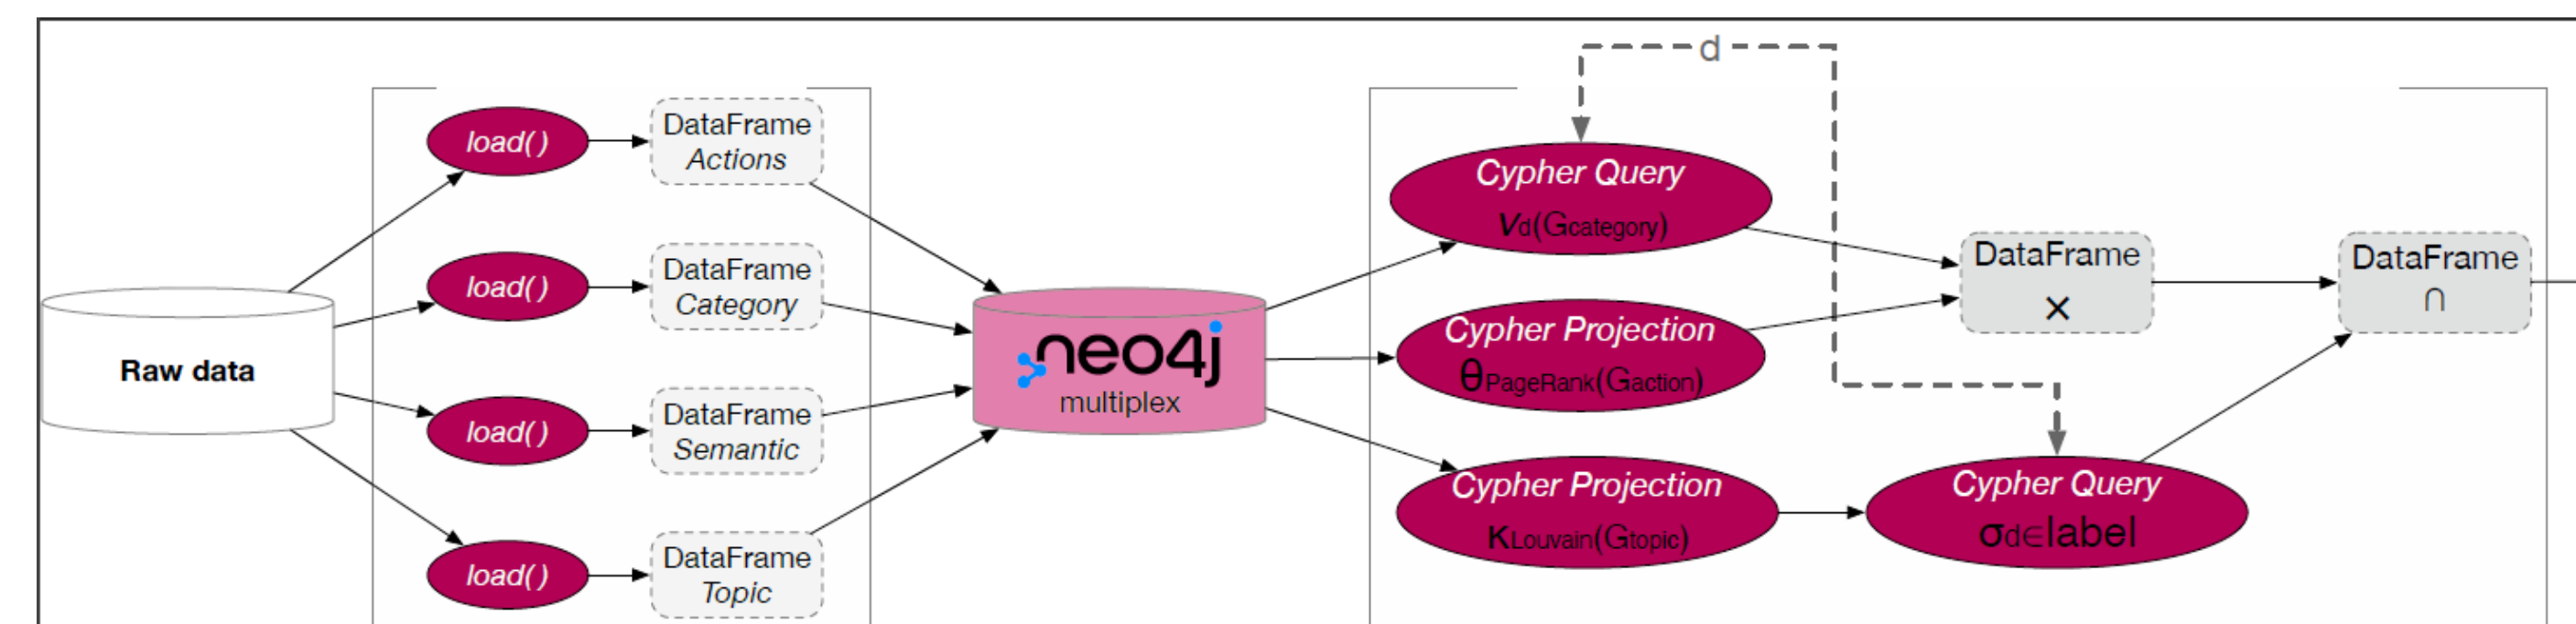 d
load()
DataFrame
Actions
load()
DataFrame
Category
Raw data
load()
DataFrame
Semantic
load()
DataFrame
Topic
neo4j
multiplex
Cypher Query
Vd(Gcategory)
Cypher Projection
θPageRank(Gaction)
Cypher Projection
KLouvain(Gtopic)
DataFrame
×
DataFrame
∩
Cypher Query
σd∈label